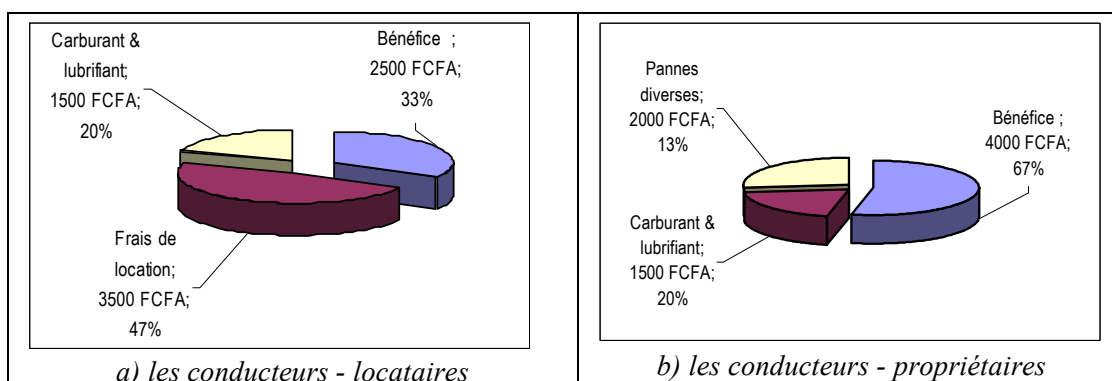 Carburant &
lubrifiant;
1500 FCFA;
20%
Bénéfice ;
2500 FCFA;
33%
Frais de
location;
3500 FCFA;
47%
a) les conducteurs - locataires
Pannes
diverses;
2000 FCFA;
13%
Bénéfice ;
4000 FCFA;
67%
Carburant &
lubrifiant;
1500 FCFA;
20%
b) les conducteurs - propriétaires